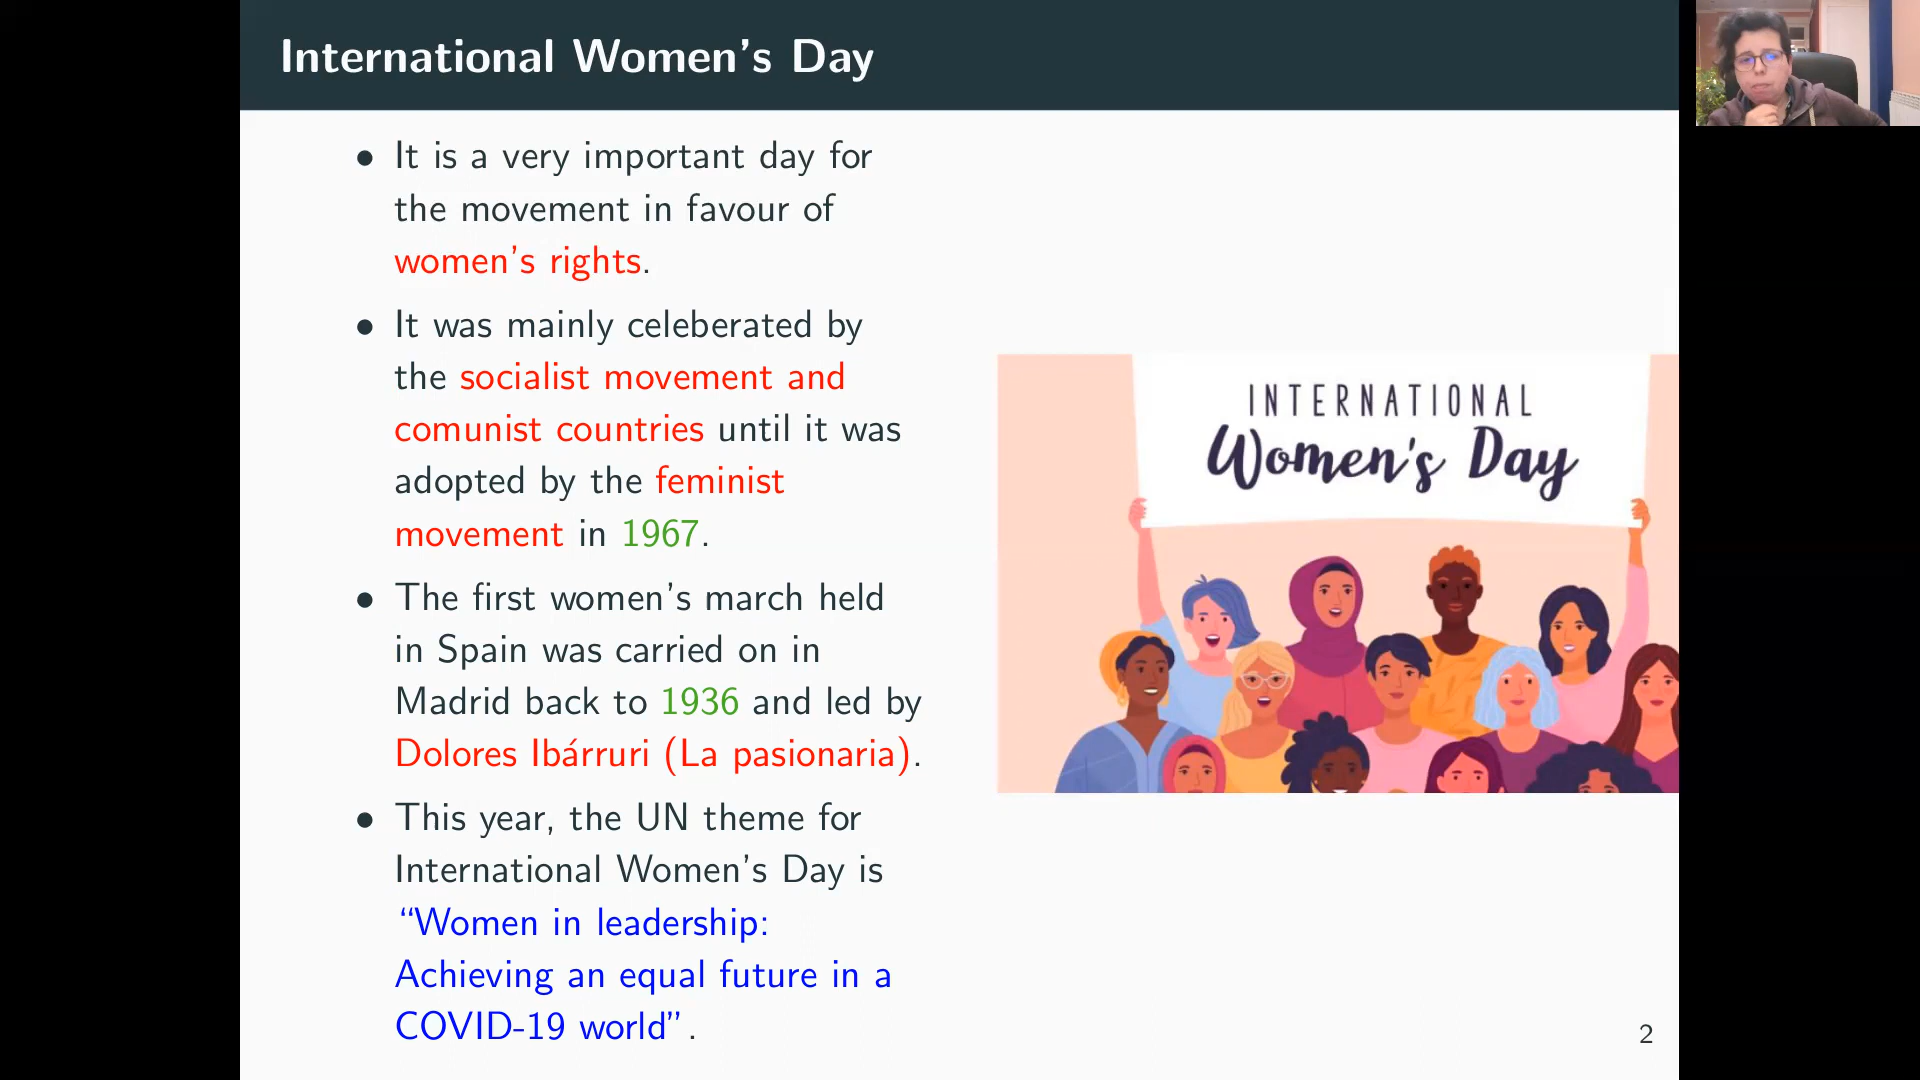 International Women's Day
• It is a very important day for
the movement in favour of
women's rights.
• It was mainly celeberated by
the socialist movement and
comunist countries until it was
adopted by the feminist
movement in 1967.
• The first women's march held
in Spain was carried on in
Madrid back to 1936 and led by
Dolores Ibárruri (La pasionaria).
• This year, the UN theme for
International Women's Day is
“Women in leadership:
Achieving an equal future in a
COVID-19 world”.
INTERNATIONAL
Women's Day
2